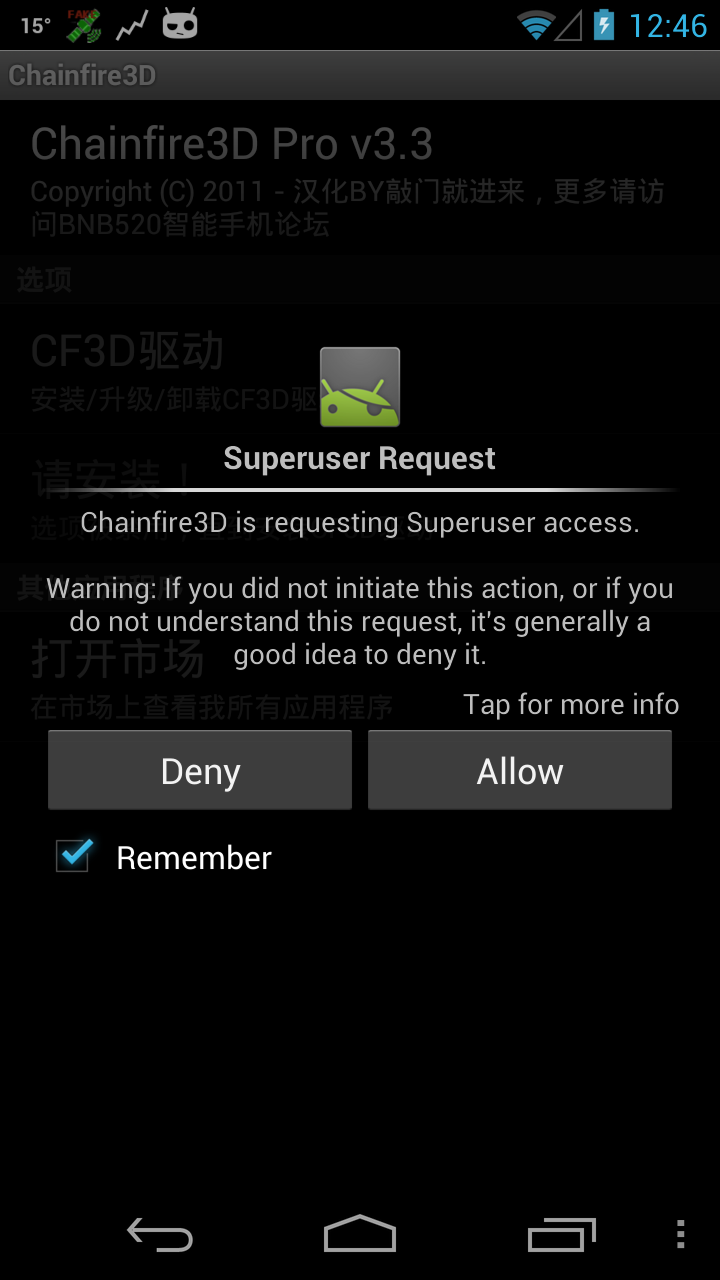 15°
FAKE
12:46
Chainfire3D
Chainfire3D Pro v3.3
Copyright (C) 2011 - 汉化BY敲门就进来，更多请访
问BNB520智能手机论坛
选项
CF3D驱动
安装/升级/卸载CF3D驱
Superuser Request
请安装！
Chainfire3D is requesting Superuser access.
Warning: If you did not initiate this action, or if you
do not understand this request, it's generally a
good idea to deny it.
打开市场
在市场上查看我所有应用程序
Tap for more info
Deny
Allow
Remember